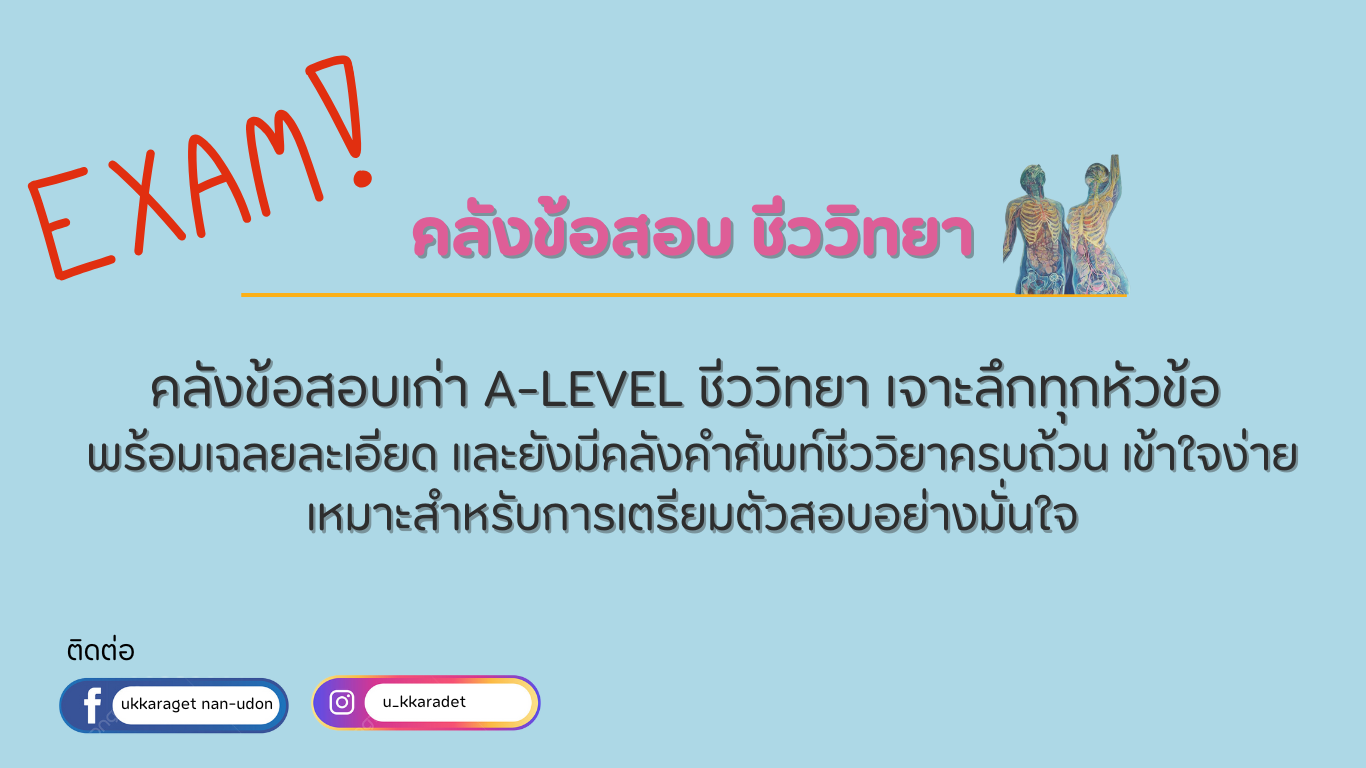 EXAM!
คลังข้อสอบ ชีววิทยา
คลังข้อสอบเก่า A-LEVEL ชีววิทยา เจาะลึกทุกหัวข้อ
พร้อมเฉลยละเอียด และยังมีคลังคำศัพท์ชีววิยาครบถ้วน เข้าใจง่าย
เหมาะสำหรับการเตรียมตัวสอบอย่างมั่นใจ
ติดต่อ
ukkaraget nan-udon
u_kkaradet